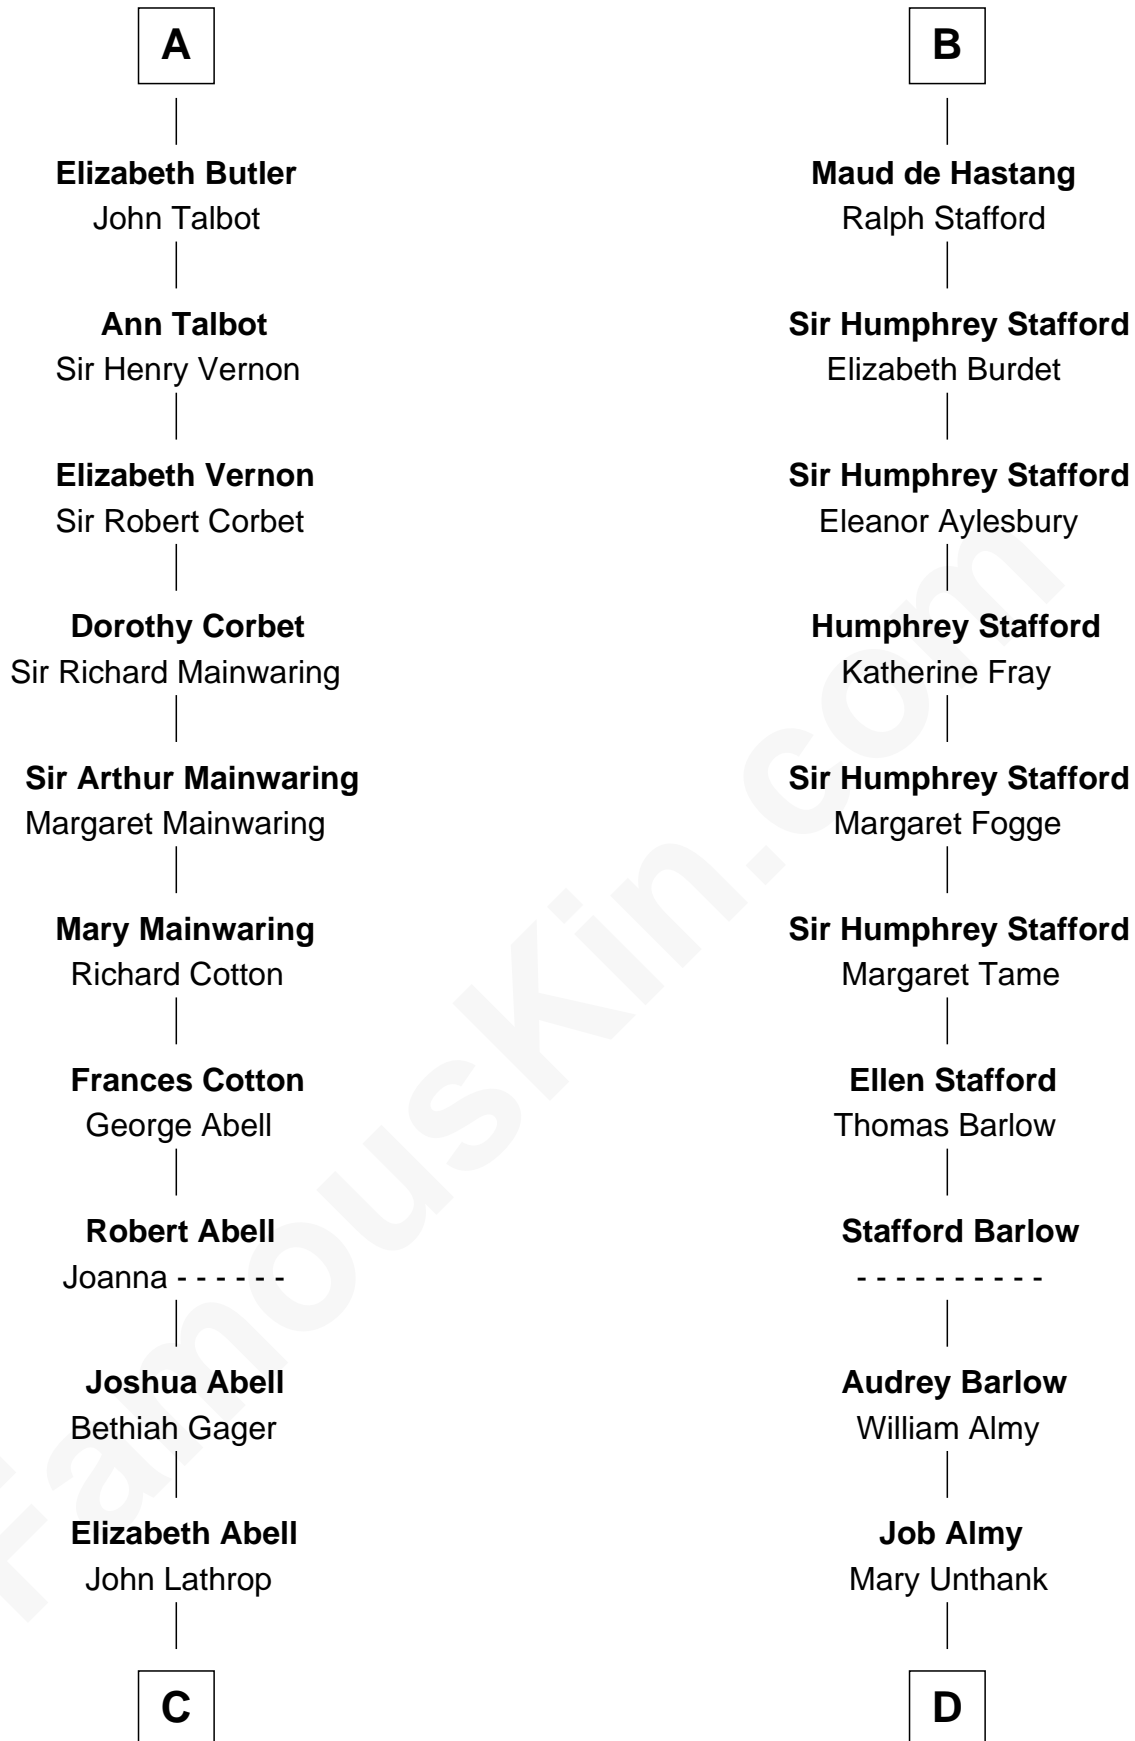 A
Elizabeth Butler
John Talbot
Ann Talbot
Sir Henry Vernon
Elizabeth Vernon
Sir Robert Corbet
Dorothy Corbet
Sir Richard Mainwaring
Sir Arthur Mainwaring
Margaret Mainwaring
Mary Mainwaring
Richard Cotton
Frances Cotton
George Abell
Robert Abell
Joanna - - - - - -
Joshua Abell
Bethiah Gager
Elizabeth Abell
John Lathrop
C
B
Maud de Hastang
Ralph Stafford
Sir Humphrey Stafford
Elizabeth Burdet
Sir Humphrey Stafford
Eleanor Aylesbury
Humphrey Stafford
Katherine Fray
Sir Humphrey Stafford
Margaret Fogge
Sir Humphrey Stafford
Margaret Tame
Ellen Stafford
Thomas Barlow
Stafford Barlow
- - - - - - - - - -
Audrey Barlow
William Almy
Job Almy
Mary Unthank
D
FamousKin.com